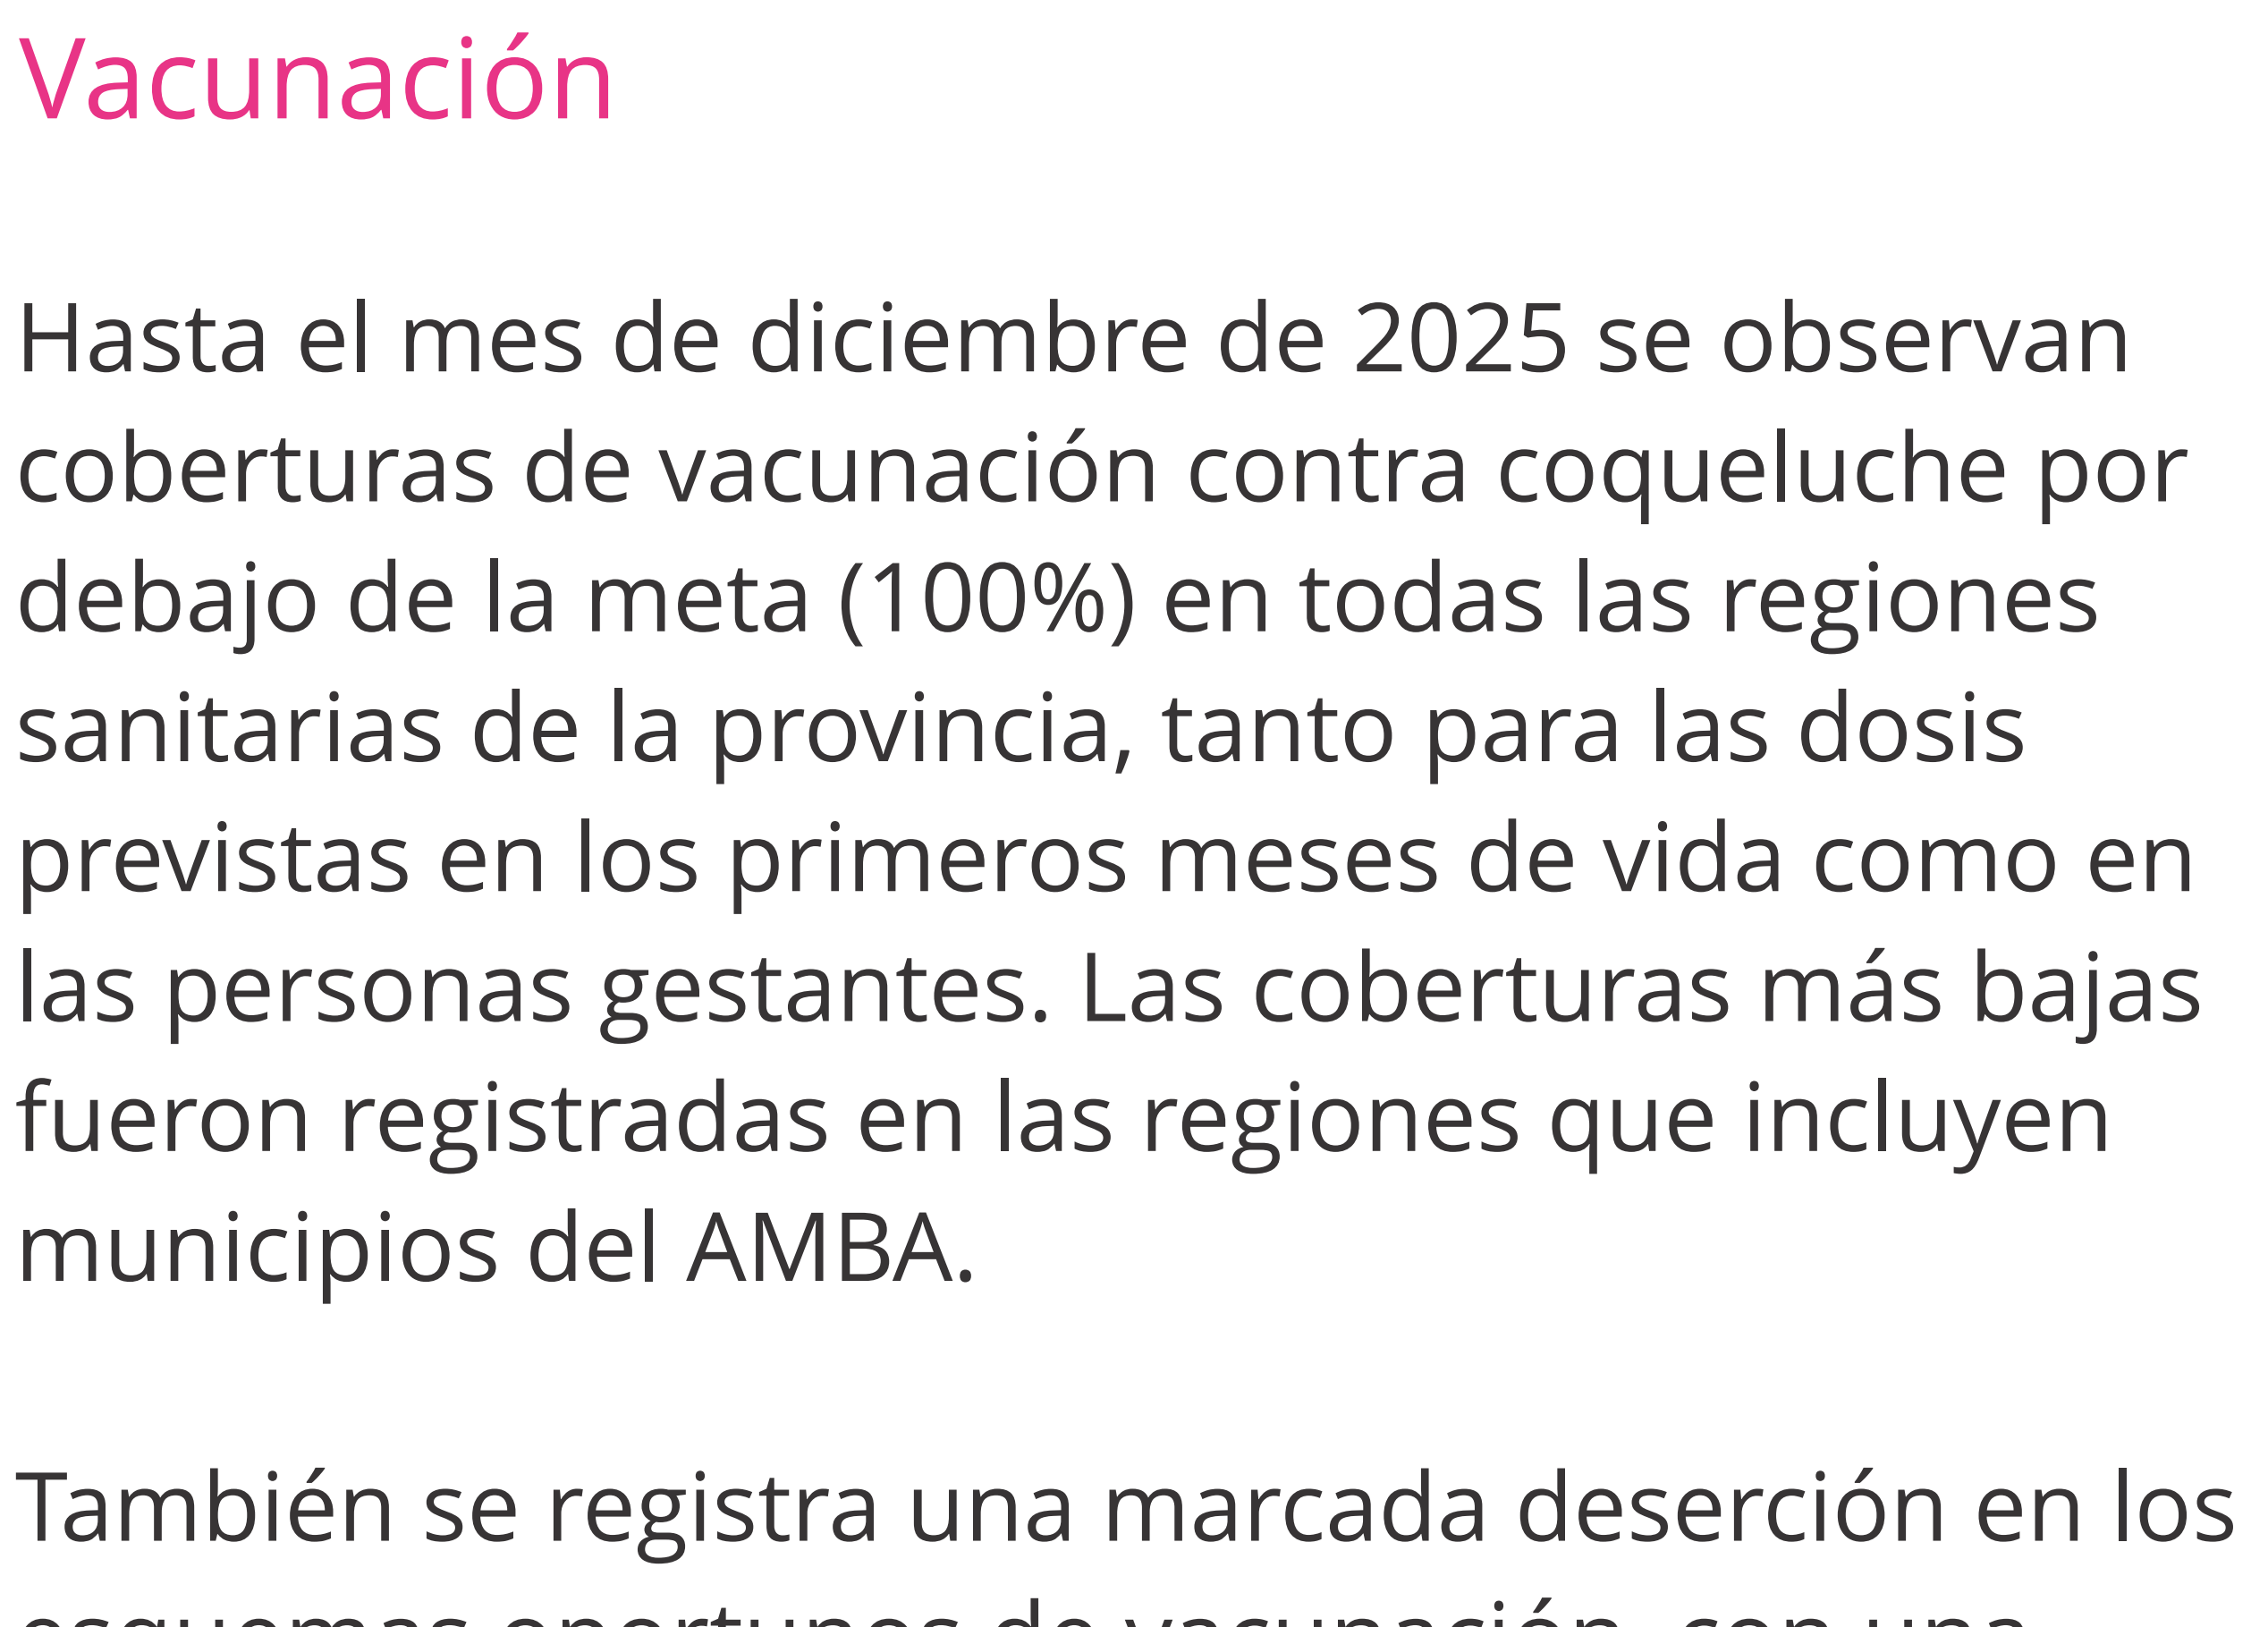 Vacunación
Hasta el mes de diciembre de 2025 se observan
coberturas de vacunación contra coqueluche por
debajo de la meta (100%) en todas las regiones
sanitarias de la provincia, tanto para las dosis
previstas en los primeros meses de vida como en
las personas gestantes. Las coberturas más bajas
fueron registradas en las regiones que incluyen
municipios del AMBA.
También se registra una marcada deserción en los